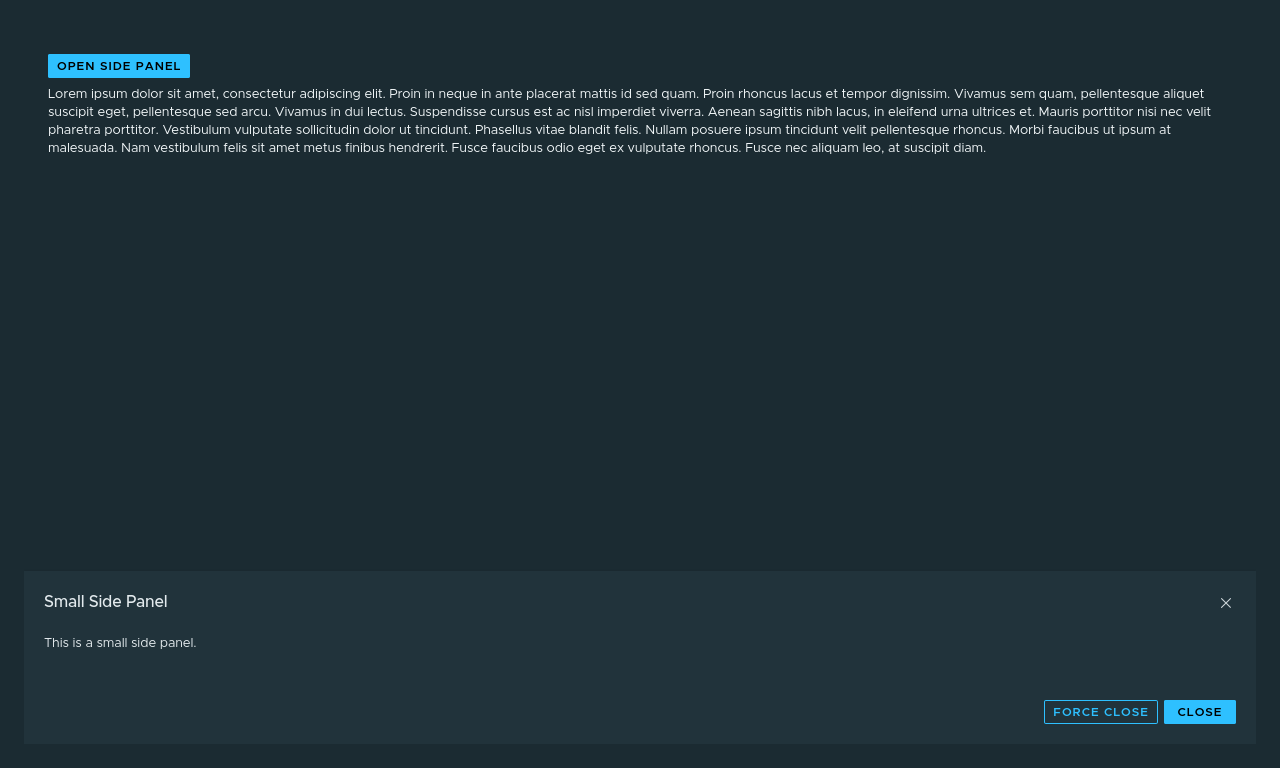 OPEN SIDE PANEL
Lorem ipsum dolor sit amet, consectetur adipiscing elit. Proin in neque in ante placerat mattis id sed quam. Proin rhoncus lacus et tempor dignissim. Vivamus sem quam, pellentesque aliquet
suscipit eget, pellentesque sed arcu. Vivamus in dui lectus. Suspendisse cursus est ac nisl imperdiet viverra. Aenean sagittis nibh lacus, in eleifend urna ultrices et. Mauris porttitor nisi nec velit
pharetra porttitor. Vestibulum vulputate sollicitudin dolor ut tincidunt. Phasellus vitae blandit felis. Nullam posuere ipsum tincidunt velit pellentesque rhoncus. Morbi faucibus ut ipsum at
malesuada. Nam vestibulum felis sit amet metus finibus hendrerit. Fusce faucibus odio eget ex vulputate rhoncus. Fusce nec aliquam leo, at suscipit diam.
Small Side Panel
This is a small side panel.
FORCE CLOSE CLOSE